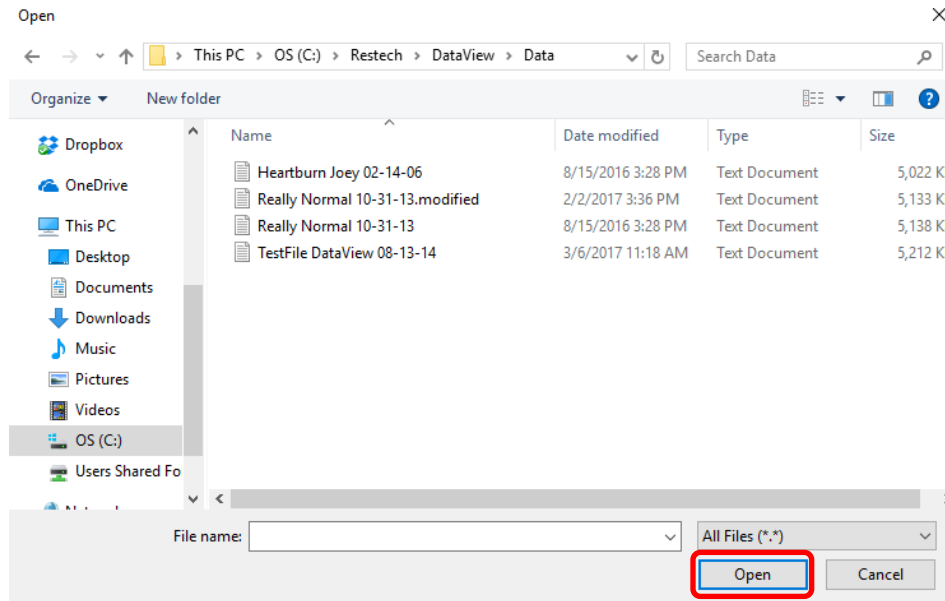 Open
This PC > OS (C:) > Restech > DataView > Data
Search Data
Organize
New folder
Name Date modified Type Size
Dropbox
OneDrive
This PC
Desktop
Documents
Downloads
Music
Pictures
Videos
OS (C:)
Users Shared Fo
Heartburn Joey 02-14-06 8/15/2016 3:28 PM Text Document 5,022 K
Really Normal 10-31-13.modified 2/2/2017 3:36 PM Text Document 5,133 K
Really Normal 10-31-13 8/15/2016 3:28 PM Text Document 5,138 K
TestFile DataView 08-13-14 3/6/2017 11:18 AM Text Document 5,212 K
File name:
All Files (*.*)
Open
Cancel